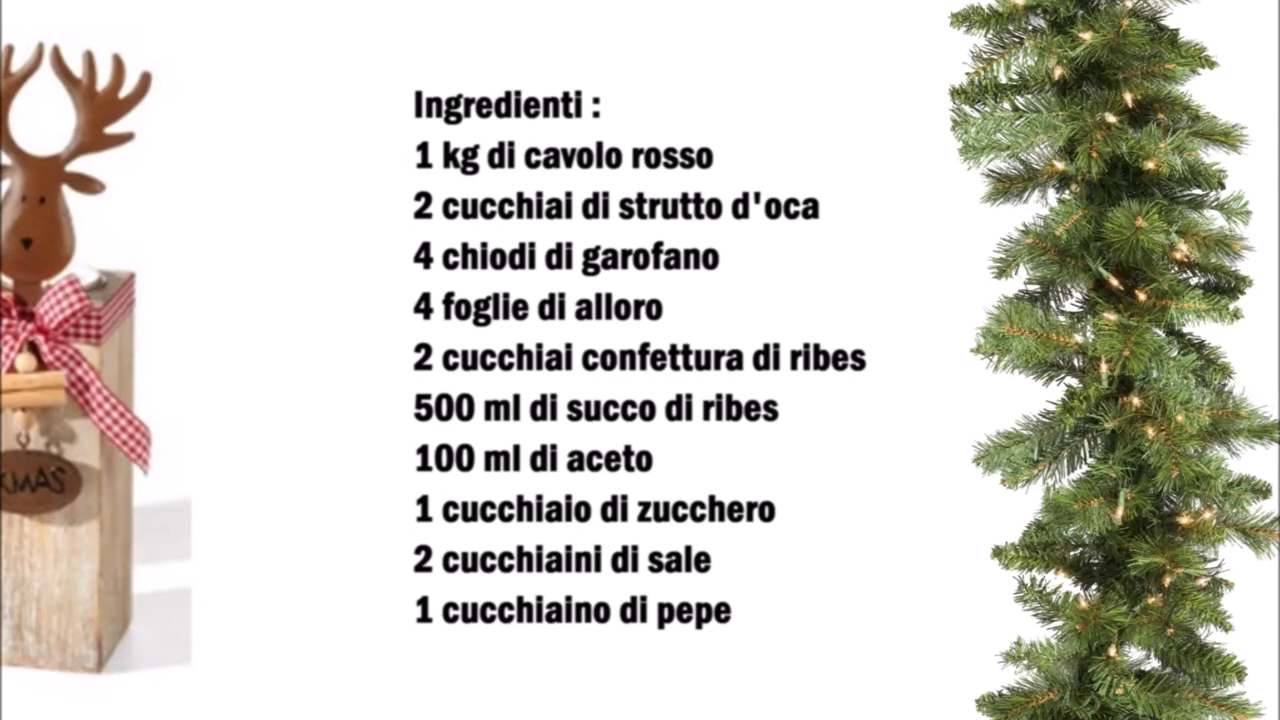 Ingredienti :
1 kg di cavolo rosso
2 cucchiai di strutto d'oca
4 chiodi di garofano
4 foglie di alloro
2 cucchiai confettura di ribes
500 ml di succo di ribes
100 ml di aceto
1 cucchiaio di zucchero
2 cucchiaini di sale
1 cucchiaino di pepe
XMAS